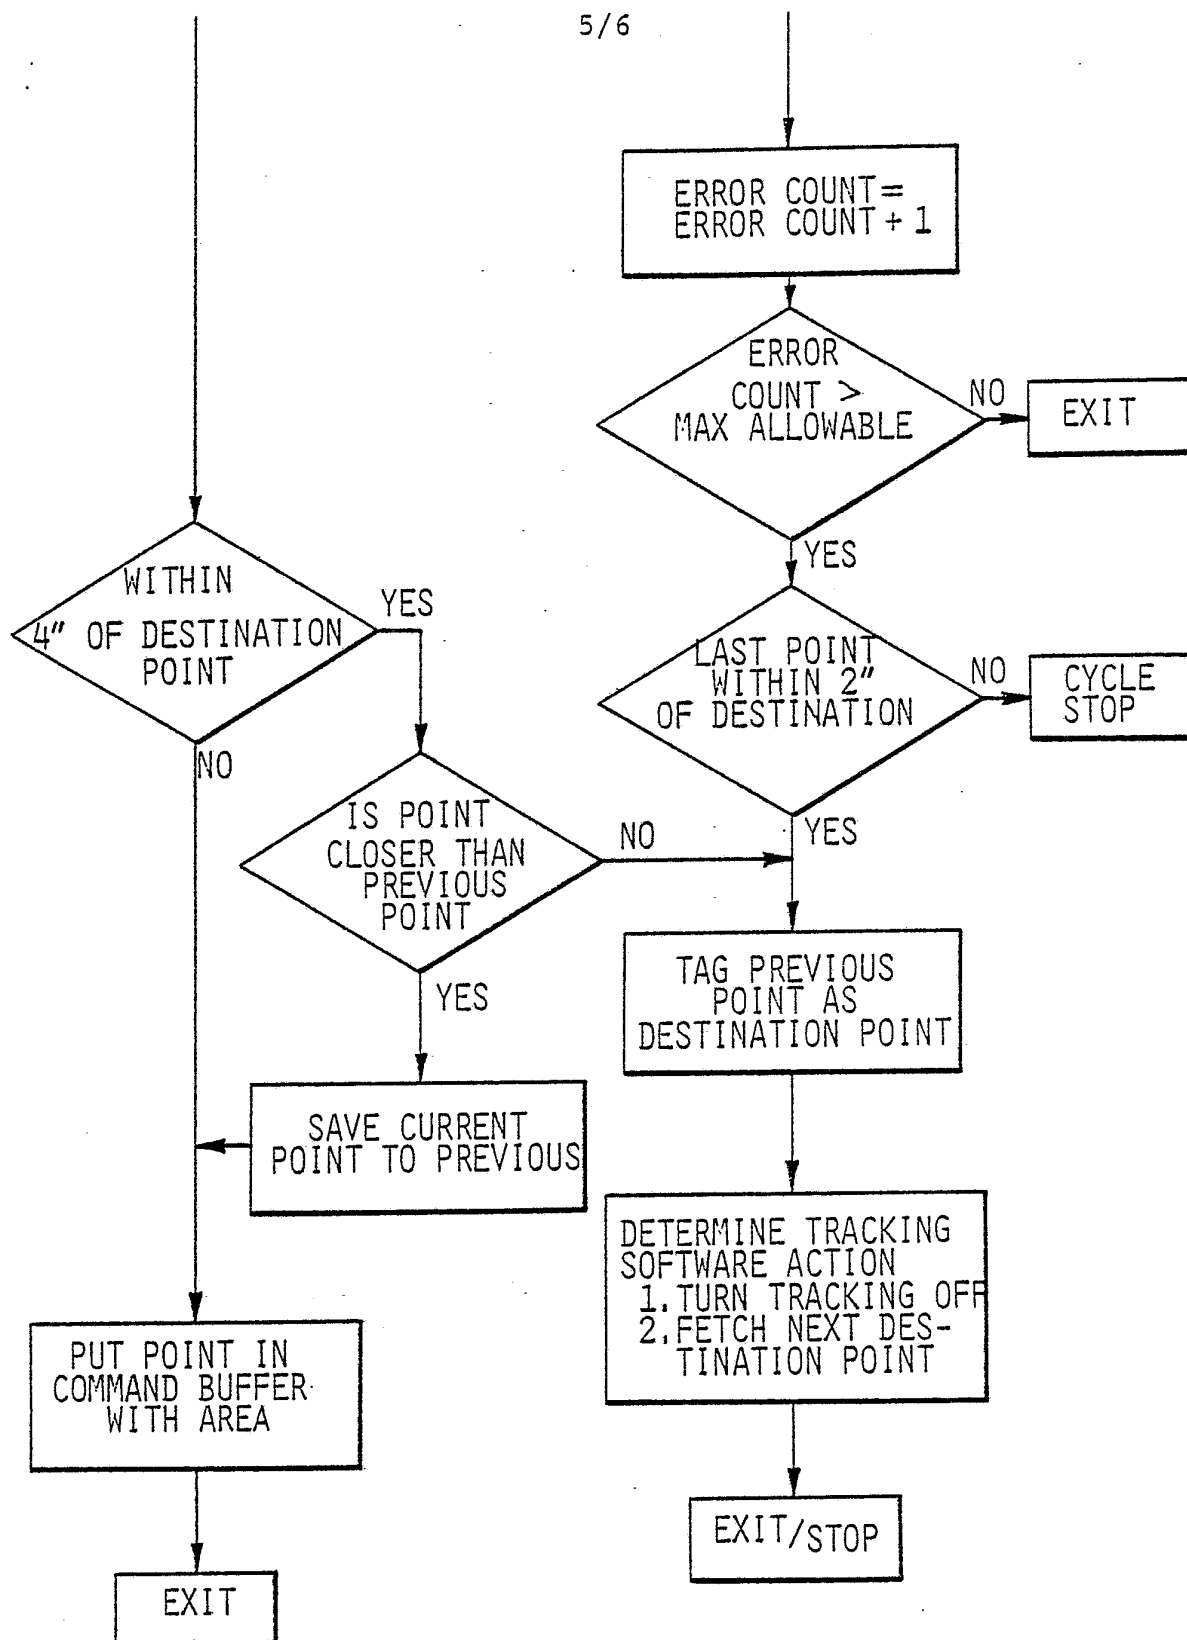 5/6
ERROR COUNT=
ERROR COUNT + 1
ERROR
COUNT >
MAX ALLOWABLE
NO
EXIT
YES
WITHIN
4" OF DESTINATION
POINT
YES
NO
LAST POINT
WITHIN 2"
OF DESTINATION
NO
CYCLE
STOP
YES
IS POINT
CLOSER THAN
PREVIOUS
POINT
NO
YES
TAG PREVIOUS
POINT AS
DESTINATION POINT
SAVE CURRENT
POINT TO PREVIOUS
DETERMINE TRACKING
SOFTWARE ACTION
1. TURN TRACKING OFF
2. FETCH NEXT DES-
TINATION POINT
PUT POINT IN
COMMAND BUFFER
WITH AREA
EXIT/STOP
EXIT